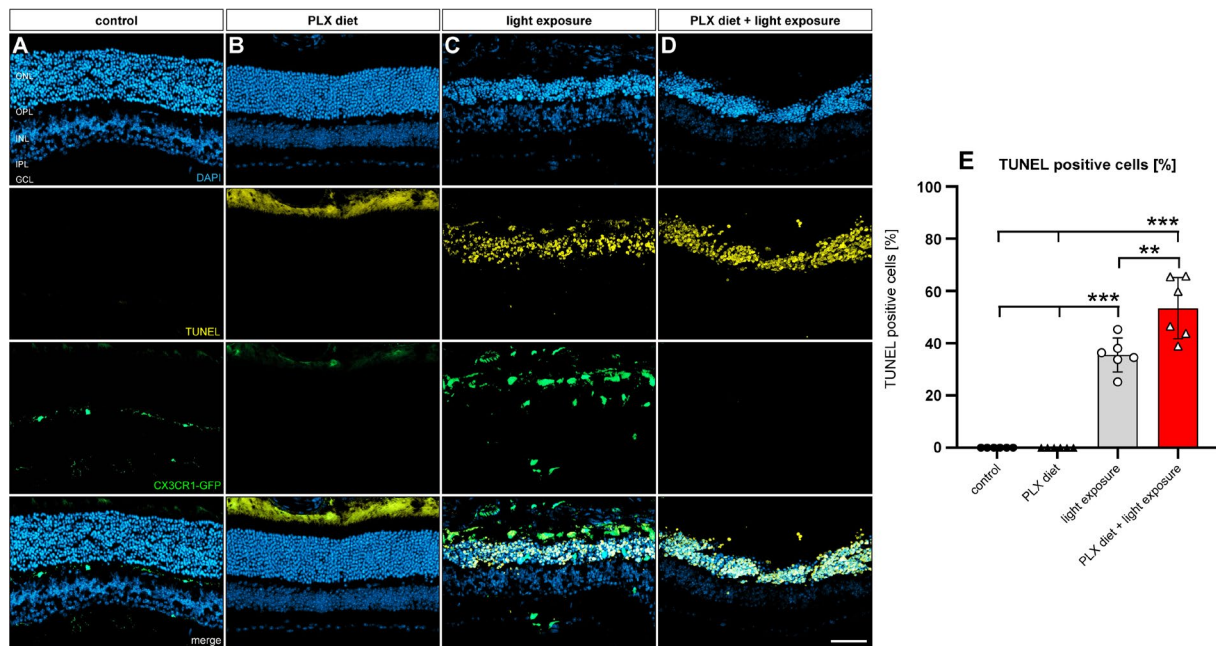 control
PLX diet
light exposure
PLX diet + light exposure
A
B
C
D
ONL
OPL
INL
IPL
GCL
DAPI
TUNEL
CX3CR1-GFP
merge
E
TUNEL positive cells [%]
TUNEL positive cells [%]
100
80
60
40
20
0
***
**
***
control
PLX diet
light exposure
PLX diet + light exposure